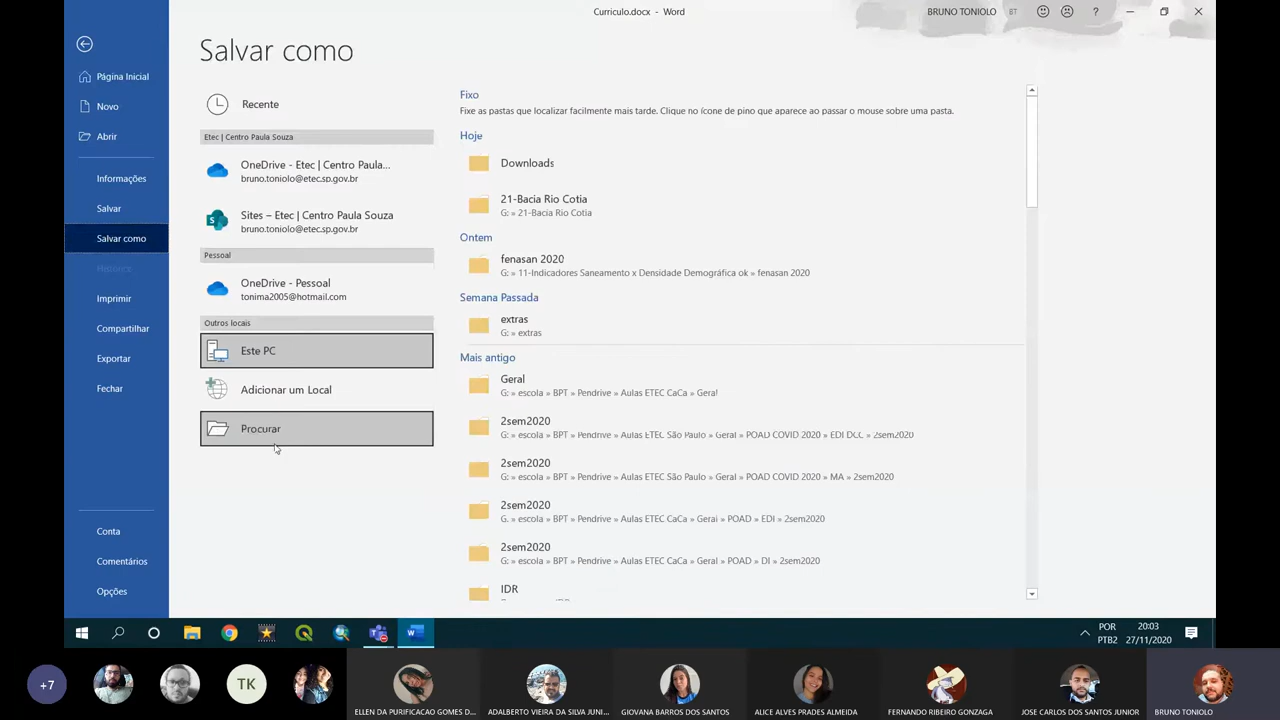 Curriculo.docx - Word
BRUNO TONIOLO
BT
?
Salvar como
Página Inicial
Novo
Abrir
Informações
Salvar
Salvar como
Histórico
Imprimir
Compartilhar
Exportar
Fechar
Conta
Comentários
Opções
Recente
Etec | Centro Paula Souza
OneDrive - Etec | Centro Paula...
bruno.toniolo@etec.sp.gov.br
Sites – Etec | Centro Paula Souza
bruno.toniolo@etec.sp.gov.br
Pessoal
OneDrive - Pessoal
tonima2005@hotmail.com
Outros locais
Este PC
Adicionar um Local
Procurar
Fixo
Fixe as pastas que localizar facilmente mais tarde. Clique no ícone de pino que aparece ao passar o mouse sobre uma pasta.
Hoje
Downloads
21-Bacia Rio Cotia
G: » 21-Bacia Rio Cotia
Ontem
fenasan 2020
G: » 11-Indicadores Saneamento x Densidade Demográfica ok » fenasan 2020
Semana Passada
extras
G: » extras
Mais antigo
Geral
G: » escola » BPT » Pendrive » Aulas ETEC CaCa » Geral
2sem2020
G: » escola » BPT » Pendrive » Aulas ETEC São Paulo » Geral » POAD COVID 2020 » EDI DCC » 2sem2020
2sem2020
G: » escola » BPT » Pendrive » Aulas ETEC São Paulo » Geral » POAD COVID 2020 » MA » 2sem2020
2sem2020
G: » escola » BPT » Pendrive » Aulas ETEC CaCa » Geral » POAD » EDI » 2sem2020
2sem2020
G: » escola » BPT » Pendrive » Aulas ETEC CaCa » Geral » POAD » DI » 2sem2020
IDR
POR
PTB2
20:03
27/11/2020
+7
TK
ELLEN DA PURIFICACAO GOMES D...
ADALBERTO VIEIRA DA SILVA JUNI...
GIOVANA BARROS DOS SANTOS
ALICE ALVES PRADES ALMEIDA
FERNANDO RIBEIRO GONZAGA
JOSE CARLOS DOS SANTOS JUNIOR
BRUNO TONIOLO